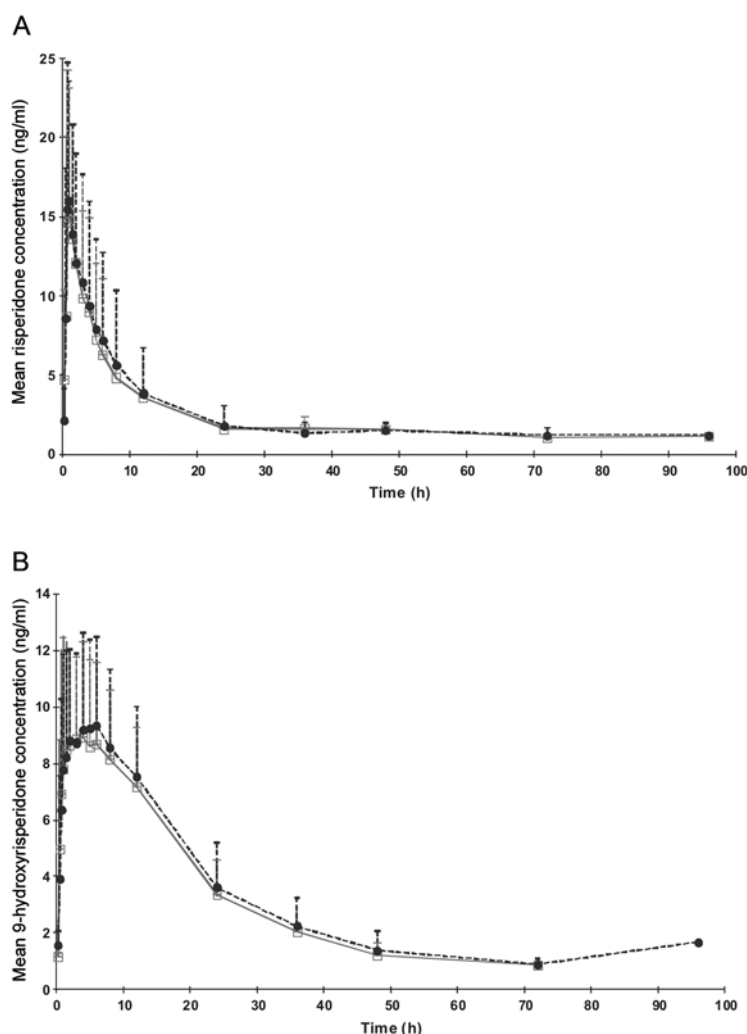 A
Mean risperidone concentration (ng/ml)
25
20
15
10
5
0
0 10 20 30 40 50 60 70 80 90 100
Time (h)
B
Mean 9-hydroxyrisperidone concentration (ng/ml)
14
12
10
8
6
4
2
0
0 10 20 30 40 50 60 70 80 90 100
Time (h)